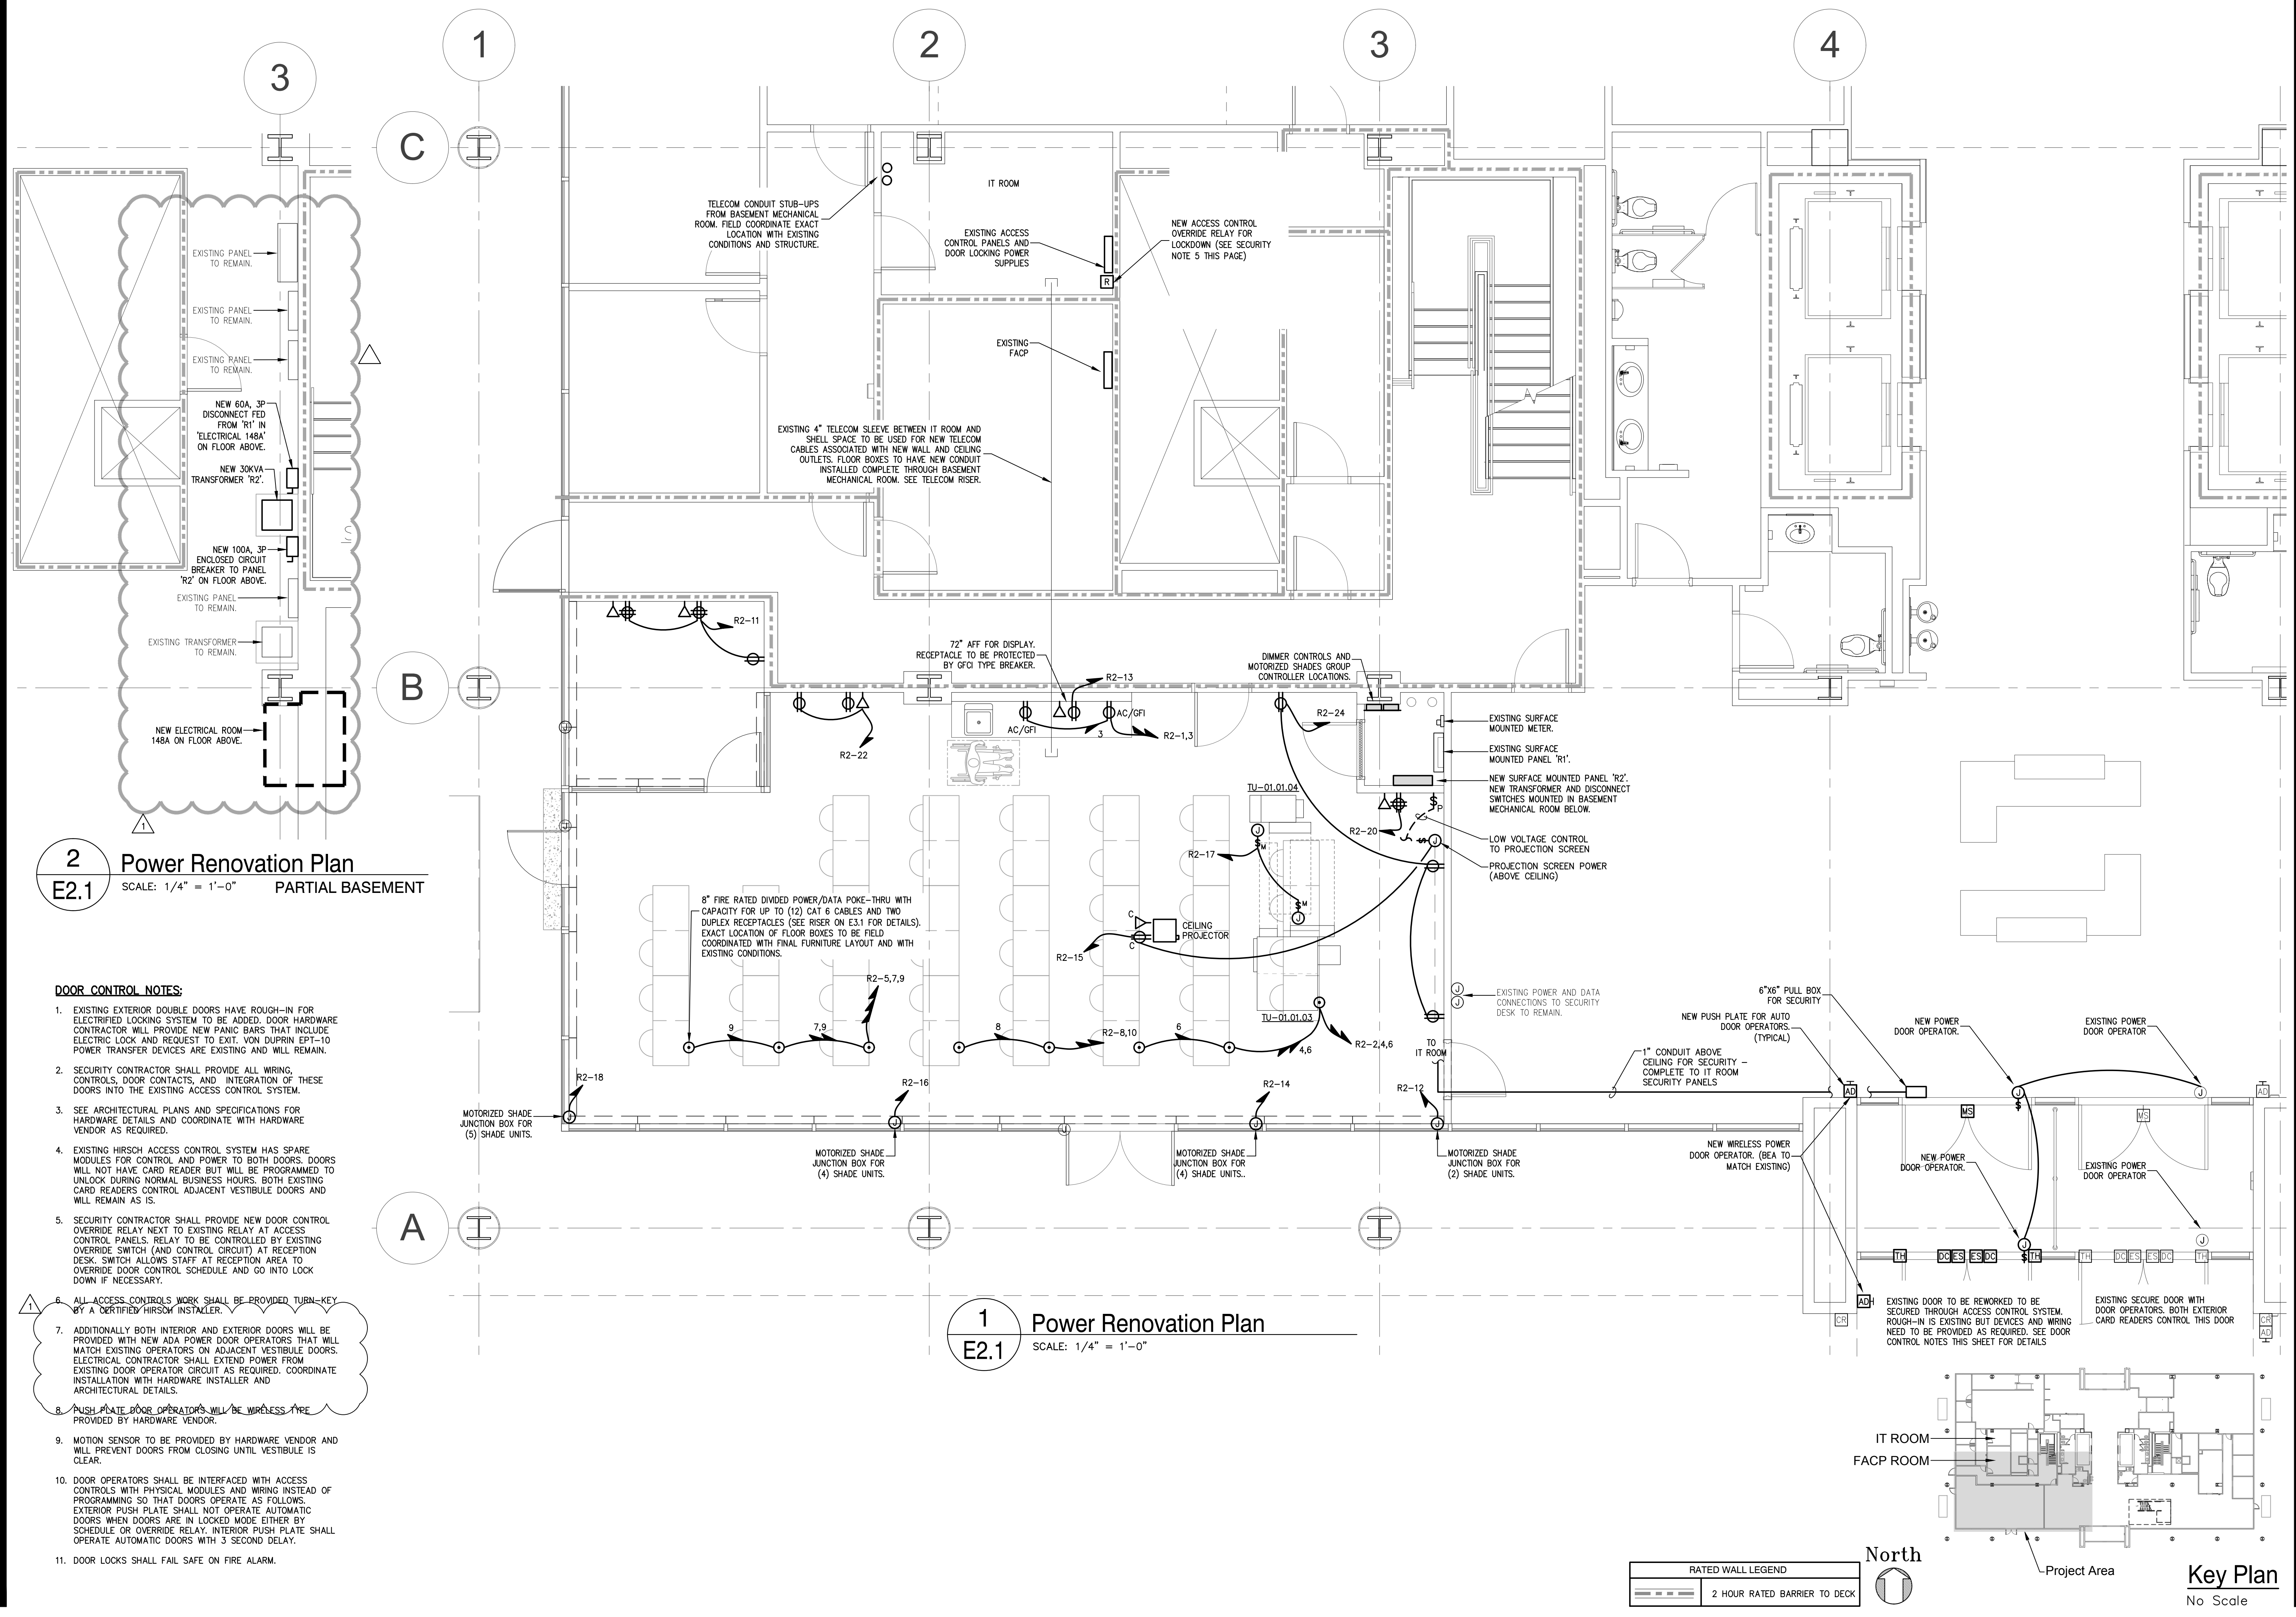 1
2
3
4
3
C
B
A
EXISTING PANEL
TO REMAIN.
EXISTING PANEL
TO REMAIN.
EXISTING PANEL
TO REMAIN.
NEW 60A, 3P
DISCONNECT FED
FROM 'R1' IN
'ELECTRICAL 148A'
ON FLOOR ABOVE.
NEW 30KVA
TRANSFORMER 'R2'.
NEW 100A, 3P
ENCLOSED CIRCUIT
BREAKER TO PANEL
'R2' ON FLOOR ABOVE.
EXISTING PANEL
TO REMAIN.
EXISTING TRANSFORMER
TO REMAIN.
NEW ELECTRICAL ROOM
148A ON FLOOR ABOVE.
1
2
E2.1
Power Renovation Plan
SCALE: 1/4" = 1'-0"
PARTIAL BASEMENT
DOOR CONTROL NOTES:
1. EXISTING EXTERIOR DOUBLE DOORS HAVE ROUGH-IN FOR
ELECTRIFIED LOCKING SYSTEM TO BE ADDED. DOOR HARDWARE
CONTRACTOR WILL PROVIDE NEW PANIC BARS THAT INCLUDE
ELECTRIC LOCK AND REQUEST TO EXIT. VON DUPRIN EPT-10
POWER TRANSFER DEVICES ARE EXISTING AND WILL REMAIN.
2. SECURITY CONTRACTOR SHALL PROVIDE ALL WIRING,
CONTROLS, DOOR CONTACTS, AND INTEGRATION OF THESE
DOORS INTO THE EXISTING ACCESS CONTROL SYSTEM.
3. SEE ARCHITECTURAL PLANS AND SPECIFICATIONS FOR
HARDWARE DETAILS AND COORDINATE WITH HARDWARE
VENDOR AS REQUIRED.
4. EXISTING HIRSCH ACCESS CONTROL SYSTEM HAS SPARE
MODULES FOR CONTROL AND POWER TO BOTH DOORS. DOORS
WILL NOT HAVE CARD READER BUT WILL BE PROGRAMMED TO
UNLOCK DURING NORMAL BUSINESS HOURS. BOTH EXISTING
CARD READERS CONTROL ADJACENT VESTIBULE DOORS AND
WILL REMAIN AS IS.
5. SECURITY CONTRACTOR SHALL PROVIDE NEW DOOR CONTROL
OVERRIDE RELAY NEXT TO EXISTING RELAY AT ACCESS
CONTROL PANELS. RELAY TO BE CONTROLLED BY EXISTING
OVERRIDE SWITCH (AND CONTROL CIRCUIT) AT RECEPTION
DESK. SWITCH ALLOWS STAFF AT RECEPTION AREA TO
OVERRIDE DOOR CONTROL SCHEDULE AND GO INTO LOCK
DOWN IF NECESSARY.
1
6. ALL ACCESS CONTROLS WORK SHALL BE PROVIDED TURN-KEY
BY A CERTIFIED HIRSCH INSTALLER.
7. ADDITIONALLY BOTH INTERIOR AND EXTERIOR DOORS WILL BE
PROVIDED WITH NEW ADA POWER DOOR OPERATORS THAT WILL
MATCH EXISTING OPERATORS ON ADJACENT VESTIBULE DOORS.
ELECTRICAL CONTRACTOR SHALL EXTEND POWER FROM
EXISTING DOOR OPERATOR CIRCUIT AS REQUIRED. COORDINATE
INSTALLATION WITH HARDWARE INSTALLER AND
ARCHITECTURAL DETAILS.
8. PUSH PLATE DOOR OPERATORS WILL BE WIRELESS TYPE
PROVIDED BY HARDWARE VENDOR.
9. MOTION SENSOR TO BE PROVIDED BY HARDWARE VENDOR AND
WILL PREVENT DOORS FROM CLOSING UNTIL VESTIBULE IS
CLEAR.
10. DOOR OPERATORS SHALL BE INTERFACED WITH ACCESS
CONTROLS WITH PHYSICAL MODULES AND WIRING INSTEAD OF
PROGRAMMING SO THAT DOORS OPERATE AS FOLLOWS.
EXTERIOR PUSH PLATE SHALL NOT OPERATE AUTOMATIC
DOORS WHEN DOORS ARE IN LOCKED MODE EITHER BY
SCHEDULE OR OVERRIDE RELAY. INTERIOR PUSH PLATE SHALL
OPERATE AUTOMATIC DOORS WITH 3 SECOND DELAY.
11. DOOR LOCKS SHALL FAIL SAFE ON FIRE ALARM.
TELECOM CONDUIT STUB-UPS
FROM BASEMENT MECHANICAL
ROOM. FIELD COORDINATE EXACT
LOCATION WITH EXISTING
CONDITIONS AND STRUCTURE.
IT ROOM
EXISTING ACCESS
CONTROL PANELS AND
DOOR LOCKING POWER
SUPPLIES
NEW ACCESS CONTROL
OVERRIDE RELAY FOR
LOCKDOWN (SEE SECURITY
NOTE 5 THIS PAGE)
R
EXISTING
FACP
EXISTING 4" TELECOM SLEEVE BETWEEN IT ROOM AND
SHELL SPACE TO BE USED FOR NEW TELECOM
CABLES ASSOCIATED WITH NEW WALL AND CEILING
OUTLETS. FLOOR BOXES TO HAVE NEW CONDUIT
INSTALLED COMPLETE THROUGH BASEMENT
MECHANICAL ROOM. SEE TELECOM RISER.
R2-11
72" AFF FOR DISPLAY.
RECEPTACLE TO BE PROTECTED
BY GFCI TYPE BREAKER.
R2-13
DIMMER CONTROLS AND
MOTORIZED SHADES GROUP
CONTROLLER LOCATIONS.
R2-22
AC/GFI
AC/GFI
3
R2-1,3
R2-24
EXISTING SURFACE
MOUNTED METER.
EXISTING SURFACE
MOUNTED PANEL 'R1'.
NEW SURFACE MOUNTED PANEL 'R2'.
NEW TRANSFORMER AND DISCONNECT
SWITCHES MOUNTED IN BASEMENT
MECHANICAL ROOM BELOW.
TU-01.01.04
$P
R2-20
J
LOW VOLTAGE CONTROL
TO PROJECTION SCREEN
PROJECTION SCREEN POWER
(ABOVE CEILING)
J
$M
R2-17
$M
J
8" FIRE RATED DIVIDED POWER/DATA POKE-THRU WITH
CAPACITY FOR UP TO (12) CAT 6 CABLES AND TWO
DUPLEX RECEPTACLES (SEE RISER ON E3.1 FOR DETAILS).
EXACT LOCATION OF FLOOR BOXES TO BE FIELD
COORDINATED WITH FINAL FURNITURE LAYOUT AND WITH
EXISTING CONDITIONS.
C
C
CEILING
PROJECTOR
R2-15
R2-5,7,9
J
J
EXISTING POWER AND DATA
CONNECTIONS TO SECURITY
DESK TO REMAIN.
TU-01.01.03
9
7,9
8
R2-8,10
6
4,6
R2-2,4,6
TO
IT ROOM
1" CONDUIT ABOVE
CEILING FOR SECURITY -
COMPLETE TO IT ROOM
SECURITY PANELS
R2-18
R2-16
R2-14
R2-12
J
J
J
J
J
J
J
MOTORIZED SHADE
JUNCTION BOX FOR
(5) SHADE UNITS.
MOTORIZED SHADE
JUNCTION BOX FOR
(4) SHADE UNITS.
MOTORIZED SHADE
JUNCTION BOX FOR
(4) SHADE UNITS..
MOTORIZED SHADE
JUNCTION BOX FOR
(2) SHADE UNITS.
6"X6" PULL BOX
FOR SECURITY
NEW PUSH PLATE FOR AUTO
DOOR OPERATORS.
(TYPICAL)
NEW POWER
DOOR OPERATOR.
EXISTING POWER
DOOR OPERATOR
AD
J
$
J
AD
MS
MS
NEW WIRELESS POWER
DOOR OPERATOR. (BEA TO
MATCH EXISTING)
NEW POWER
DOOR OPERATOR.
EXISTING POWER
DOOR OPERATOR
J
J
TH DC ES ES DC $ TH TH DC ES ES DC TH
AD
CR
CR
AD
EXISTING DOOR TO BE REWORKED TO BE
SECURED THROUGH ACCESS CONTROL SYSTEM.
ROUGH-IN IS EXISTING BUT DEVICES AND WIRING
NEED TO BE PROVIDED AS REQUIRED. SEE DOOR
CONTROL NOTES THIS SHEET FOR DETAILS
EXISTING SECURE DOOR WITH
DOOR OPERATORS. BOTH EXTERIOR
CARD READERS CONTROL THIS DOOR
1
E2.1
Power Renovation Plan
SCALE: 1/4" = 1'-0"
IT ROOM
FACP ROOM
Project Area
Key Plan
No Scale
North
RATED WALL LEGEND
2 HOUR RATED BARRIER TO DECK